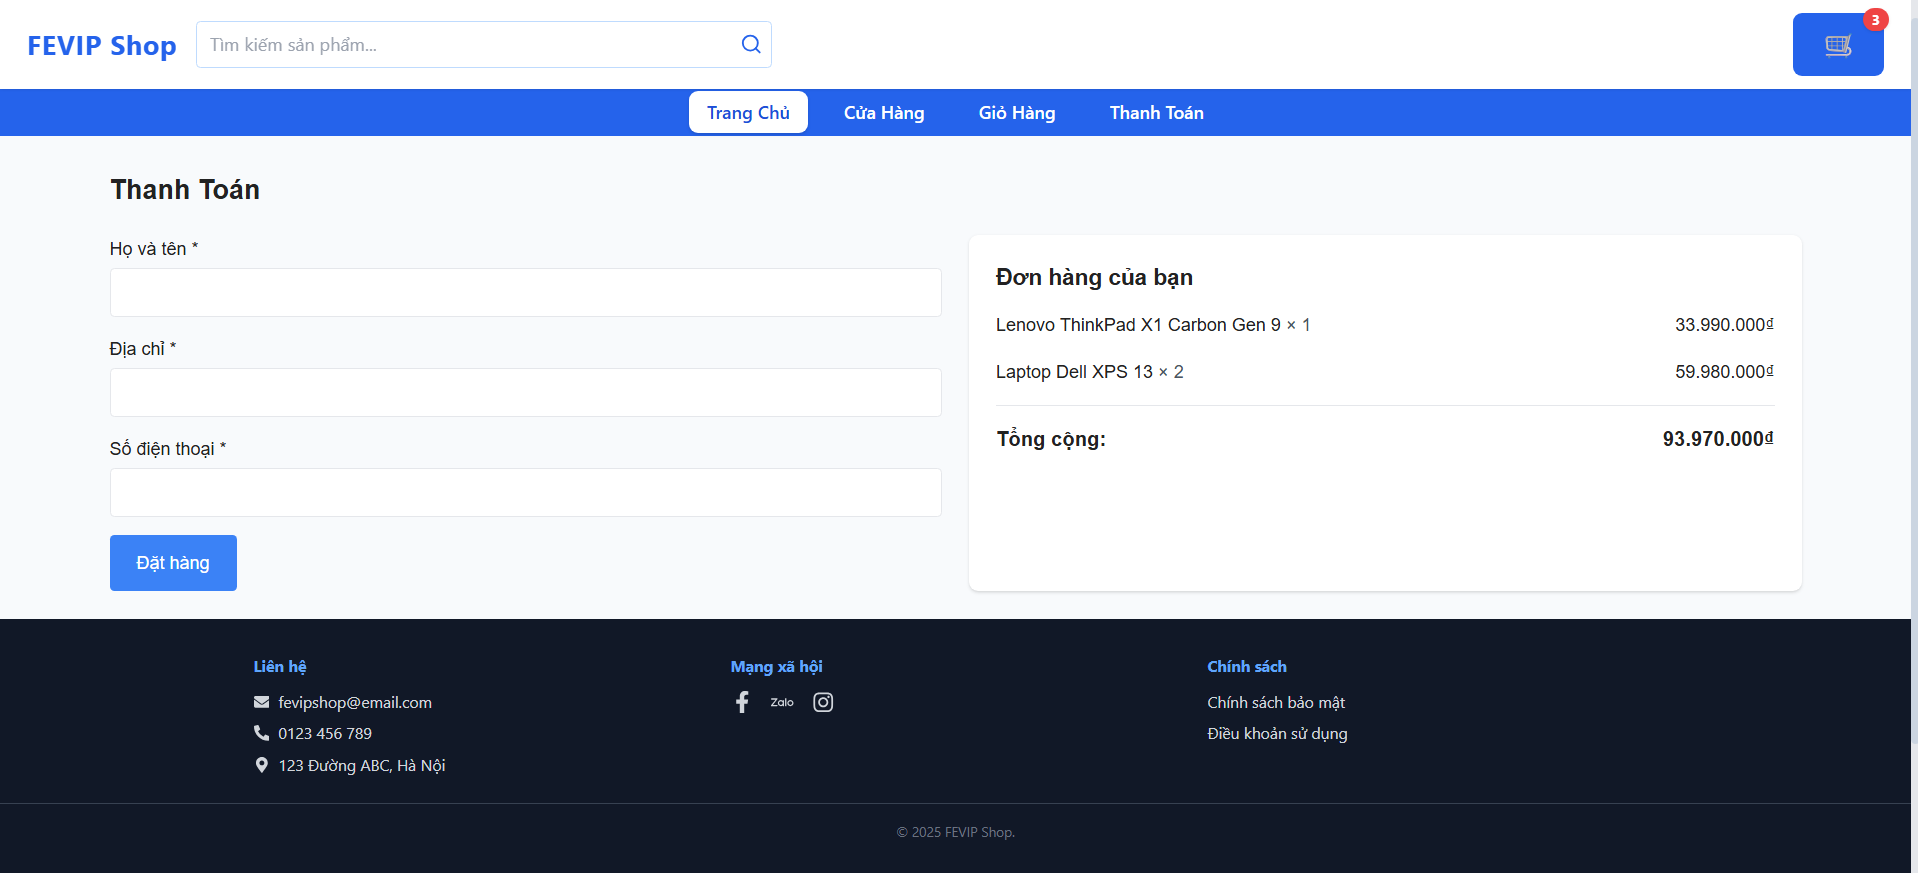 FEVIP Shop
Tìm kiếm sản phẩm...
3
Trang Chủ
Cửa Hàng
Giỏ Hàng
Thanh Toán
Thanh Toán
Họ và tên *
Địa chỉ *
Số điện thoại *
Đặt hàng
Đơn hàng của bạn
Lenovo ThinkPad X1 Carbon Gen 9 × 1 33.990.000₫
Laptop Dell XPS 13 × 2 59.980.000₫
Tổng cộng: 93.970.000₫
Liên hệ
fevipshop@email.com
0123 456 789
123 Đường ABC, Hà Nội
Mạng xã hội
Zalo
Chính sách
Chính sách bảo mật
Điều khoản sử dụng
© 2025 FEVIP Shop.